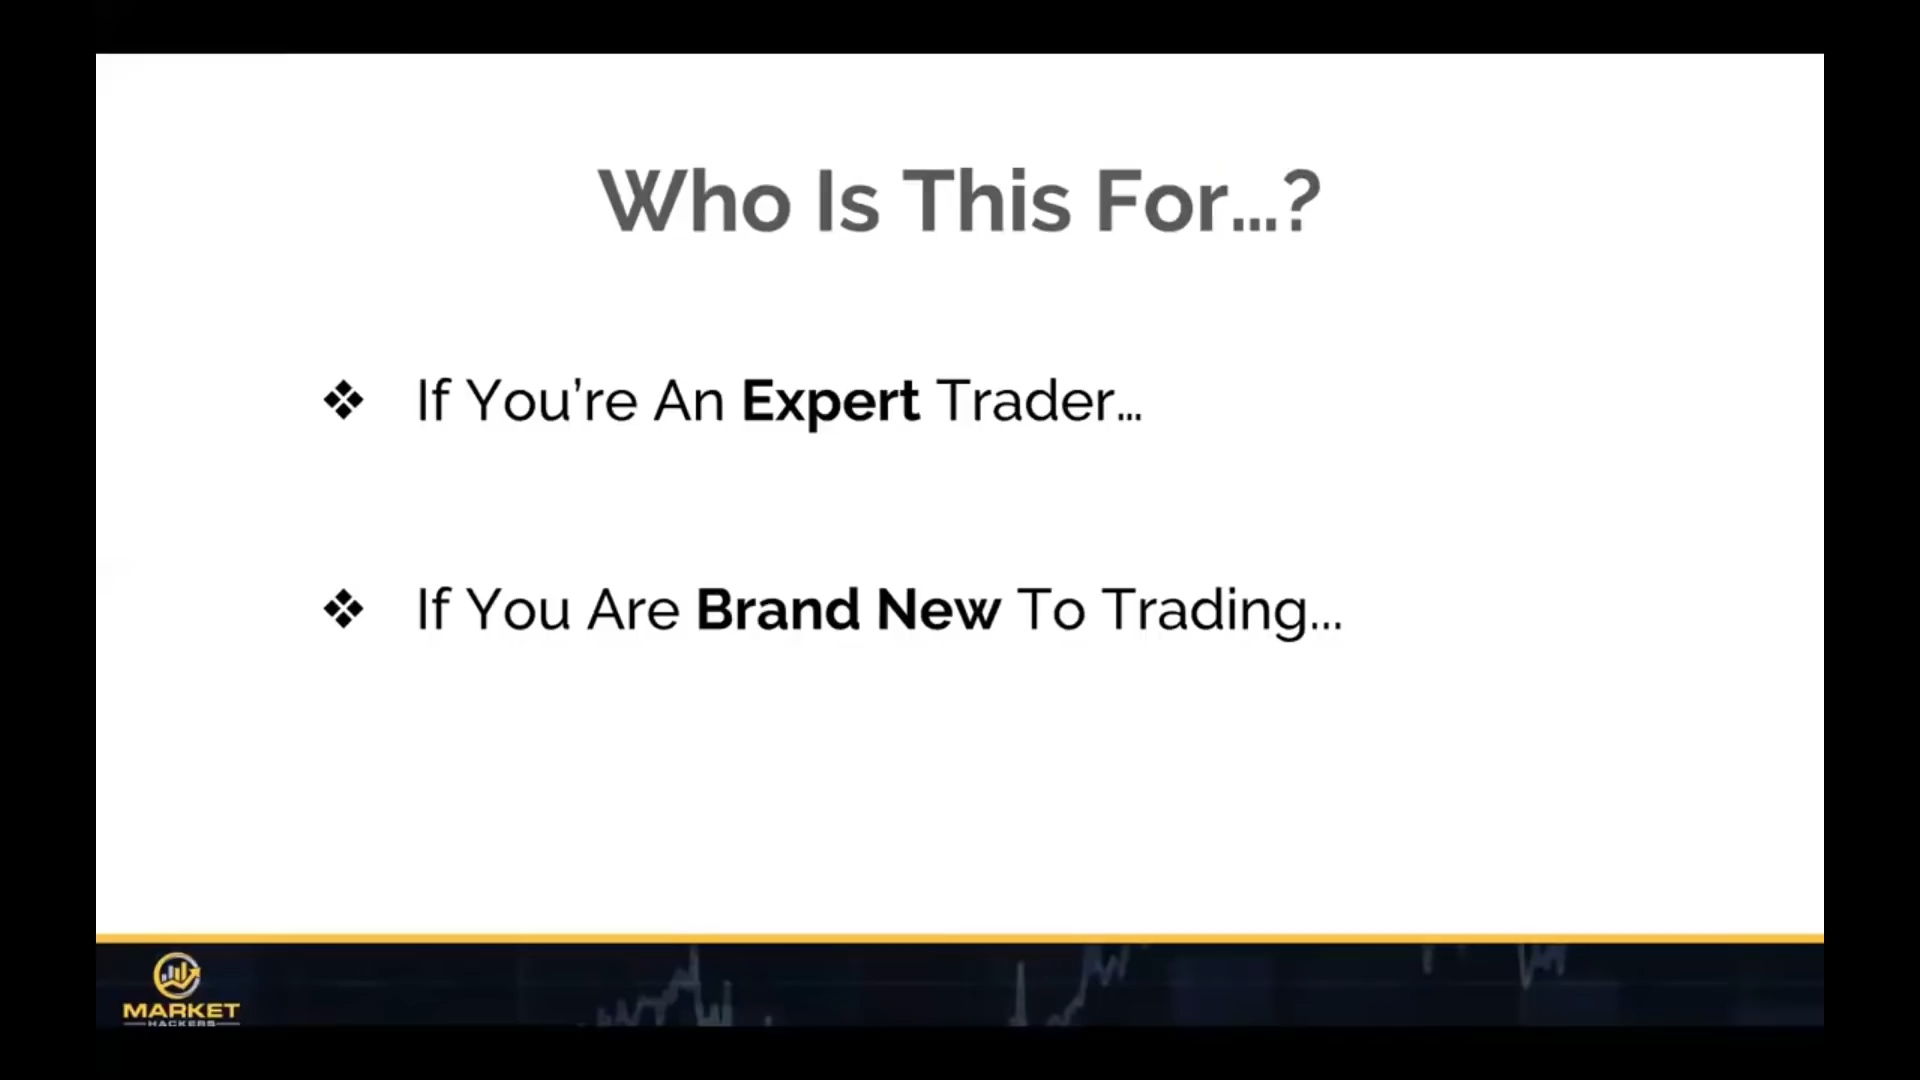 Who Is This For...?
❖ If You’re An Expert Trader...
❖ If You Are Brand New To Trading...
MARKET
HACKERS